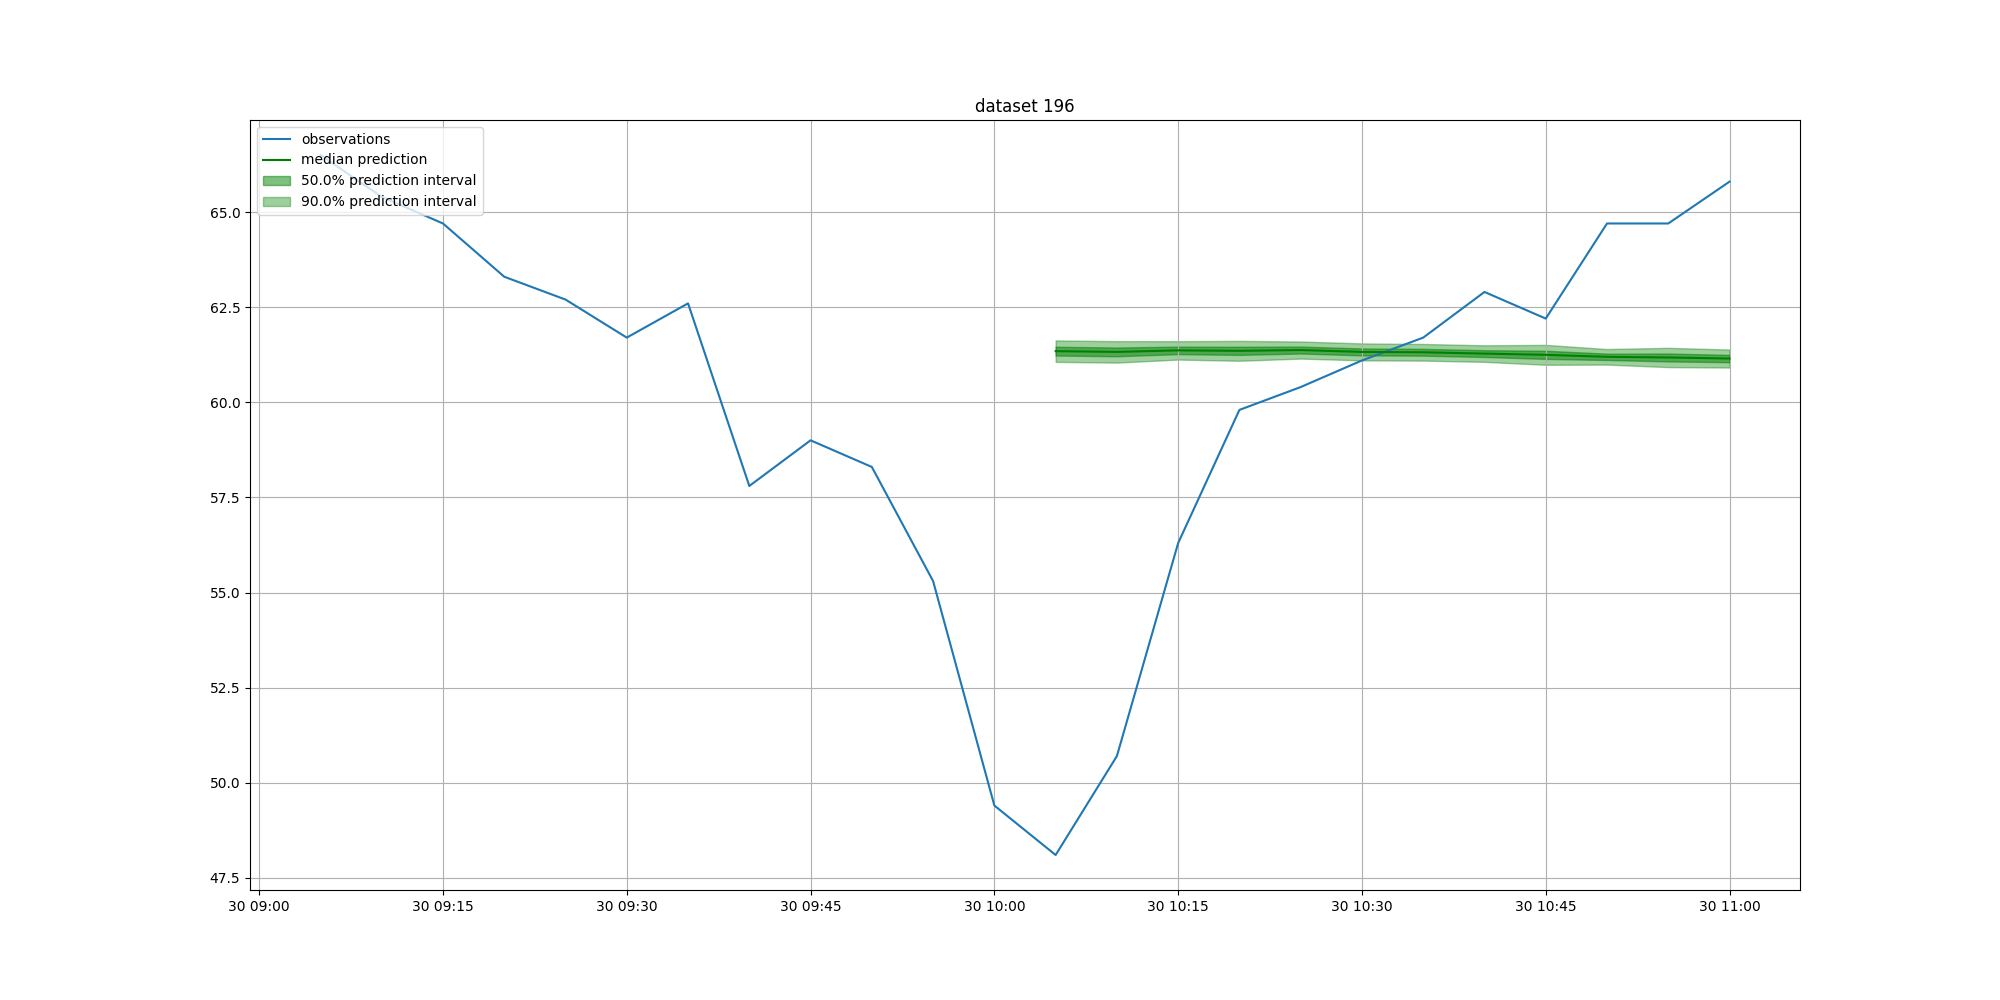 dataset 196
observations
median prediction
50.0% prediction interval
90.0% prediction interval
65.0
62.5
60.0
57.5
55.0
52.5
50.0
47.5
30 09:00 30 09:15 30 09:30 30 09:45 30 10:00 30 10:15 30 10:30 30 10:45 30 11:00